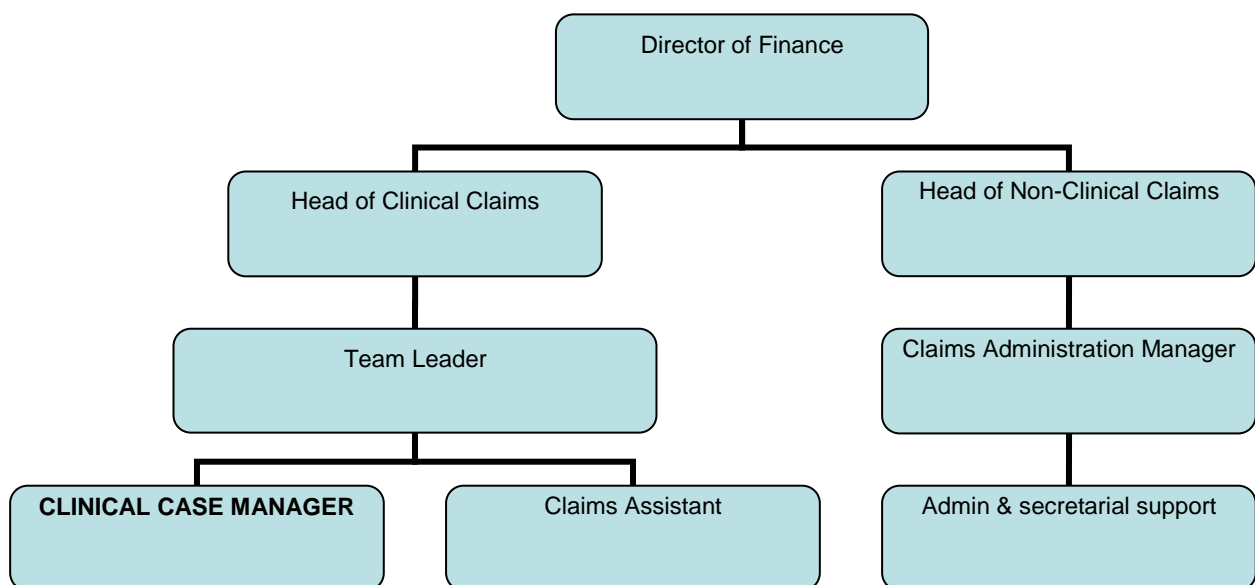 Director of Finance
Head of Clinical Claims
Head of Non-Clinical Claims
Team Leader
Claims Administration Manager
CLINICAL CASE MANAGER
Claims Assistant
Admin & secretarial support